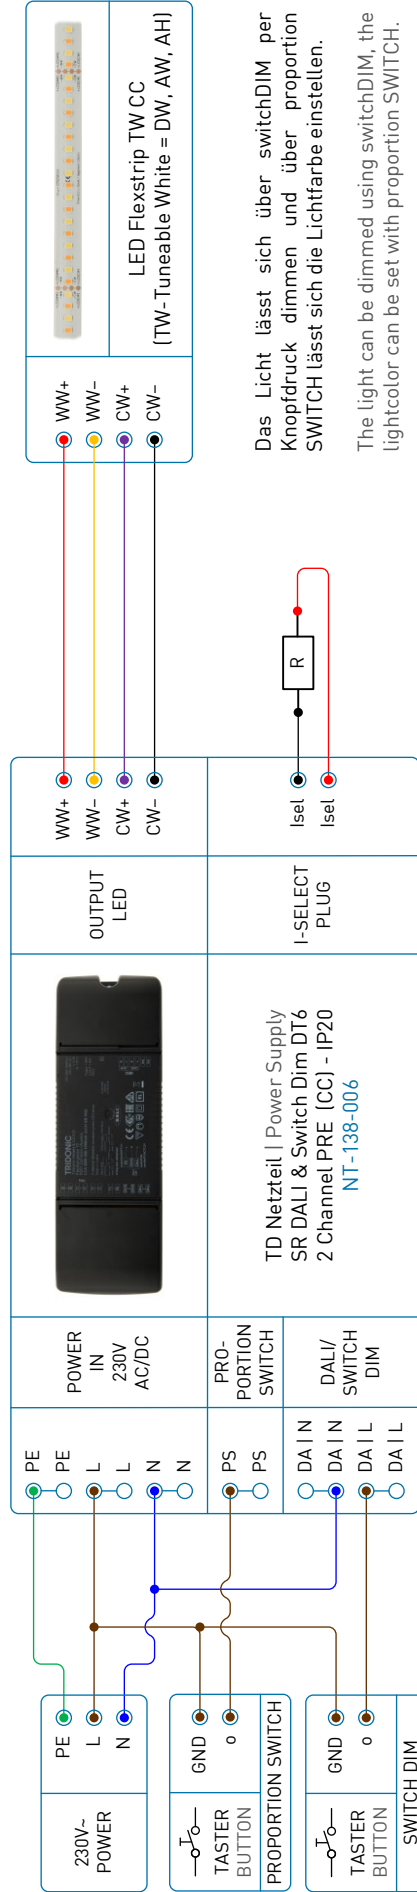 230V~
POWER
PE
L
N
TASTER
BUTTON
GND
o
PROPORTION SWITCH
TASTER
BUTTON
GND
o
SWITCH DIM
PE
PE
L
L
N
N
PS
PS
DA | N
DA | N
DA | L
DA | L
POWER
IN
230V
AC/DC
PRO-
PORTION
SWITCH
DALI/
SWITCH
DIM
TRIDONIC
TD Netzteil | Power Supply
SR DALI & Switch Dim DT6
2 Channel PRE (CC) - IP20
NT-138-006
OUTPUT
LED
I-SELECT
PLUG
WW+
WW-
CW+
CW-
Isel
Isel
R
WW+
WW-
CW+
CW-
LED Flexstrip TW CC
(TW-Tuneable White = DW, AW, AH)
Das Licht lässt sich über switchDIM per
Knopfdruck dimmen und über proportion
SWITCH lässt sich die Lichtfarbe einstellen.
The light can be dimmed using switchDIM, the
lightcolor can be set with proportion SWITCH.